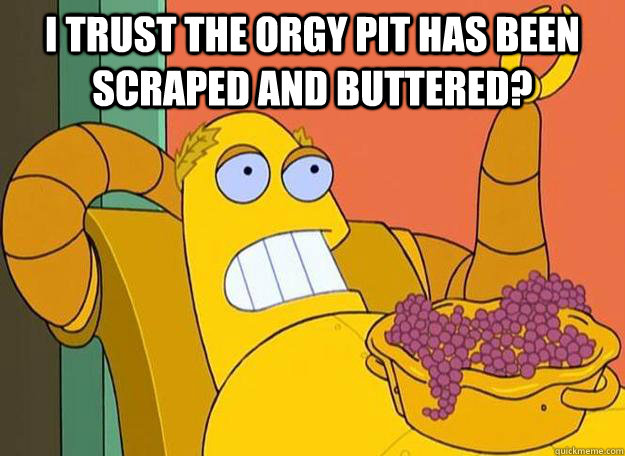 I TRUST THE ORGY PIT HAS BEEN
SCRAPED AND BUTTERED?
quickmeme.com